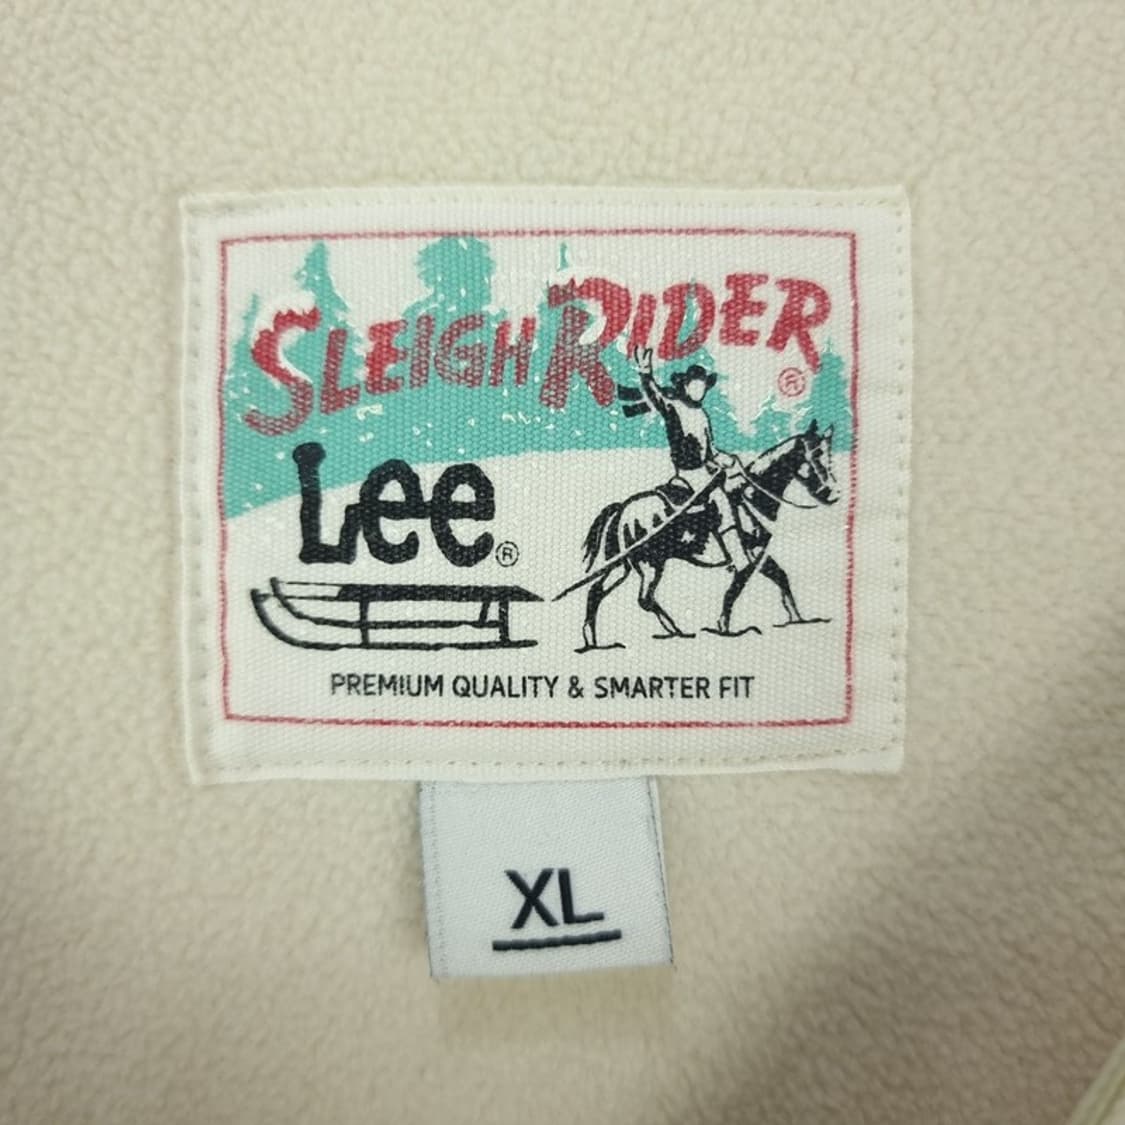 SLEIGH RIDER®
Lee®
PREMIUM QUALITY & SMARTER FIT
XL